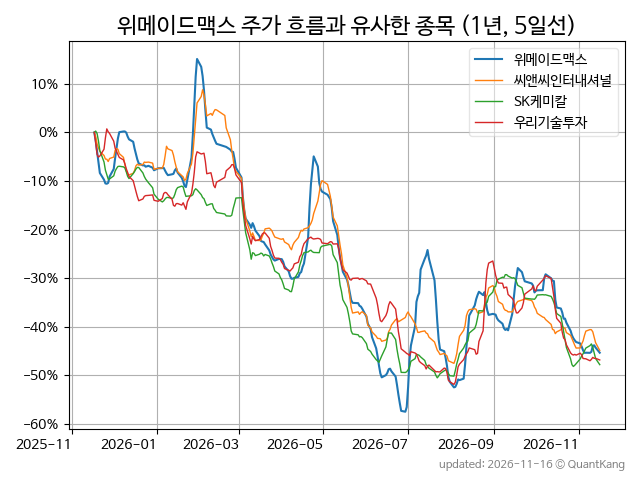 위메이드맥스 주가 흐름과 유사한 종목 (1년, 5일선)
위메이드맥스
씨앤씨인터내셔널
SK케미칼
우리기술투자
10%
0%
−10%
−20%
−30%
−40%
−50%
−60%
2025-11
2026-01
2026-03
2026-05
2026-07
2026-09
2026-11
updated: 2026-11-16 © QuantKang